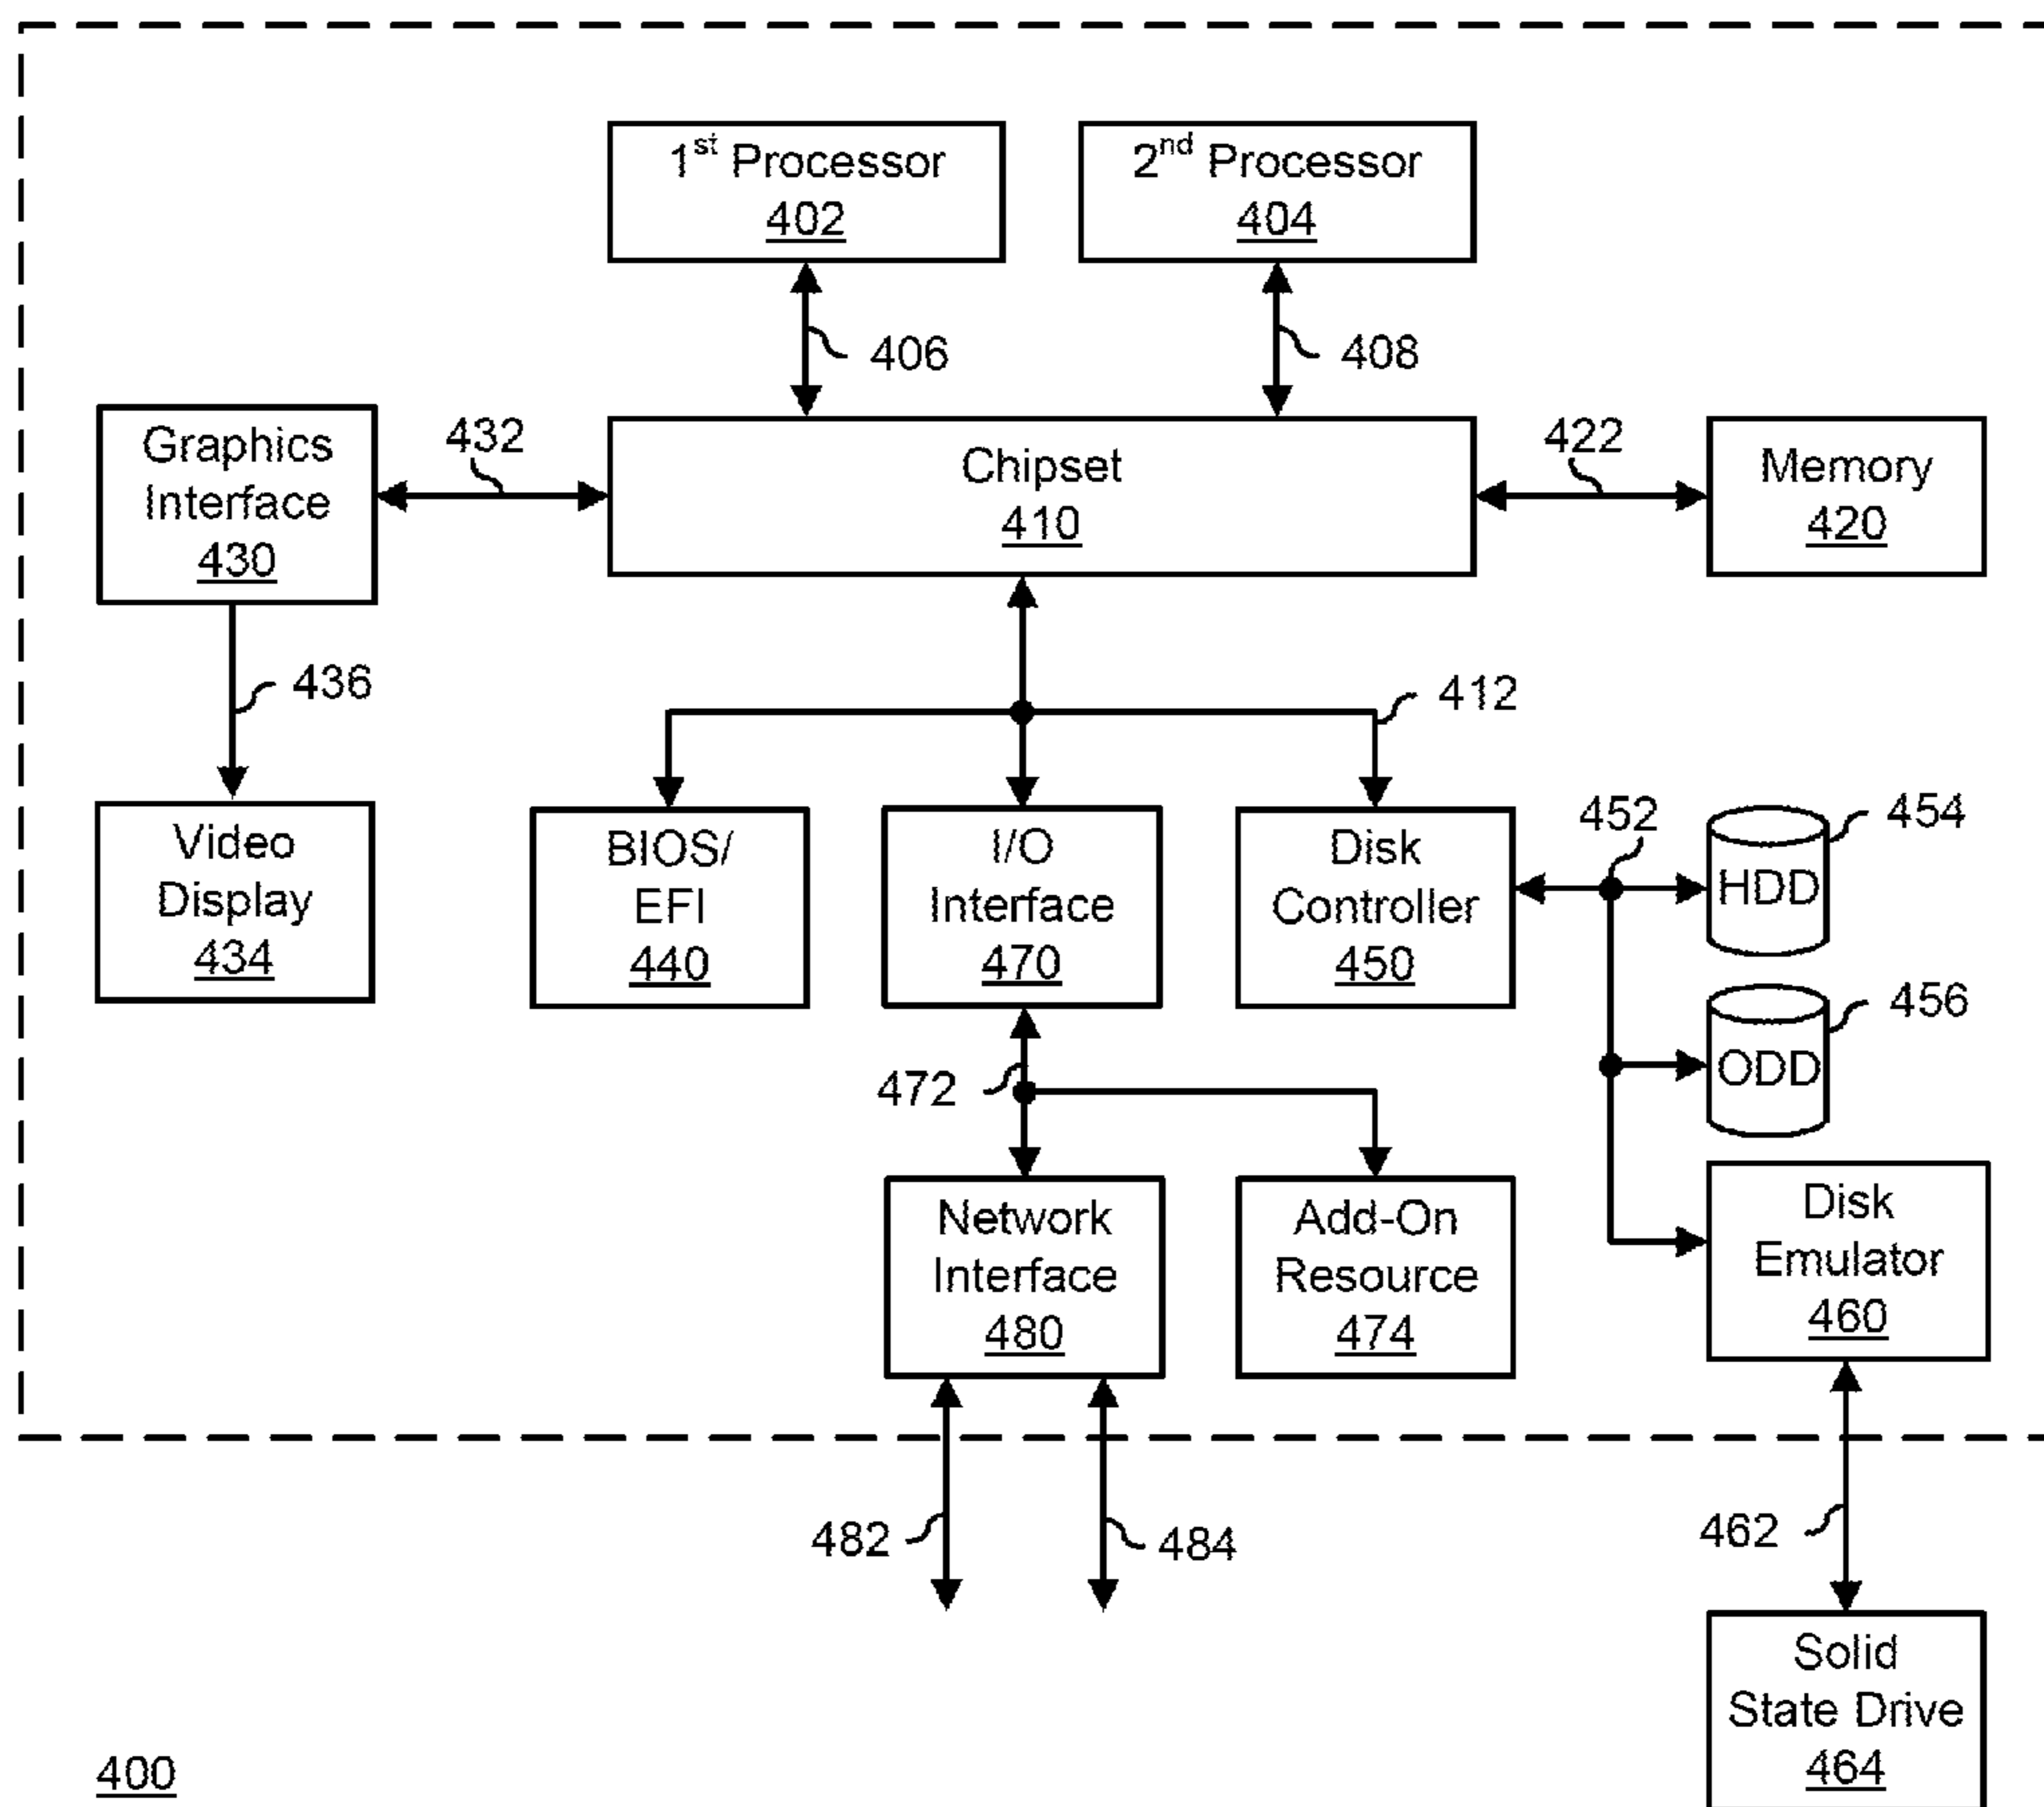 1st Processor
402
2nd Processor
404
406
408
Graphics
Interface
430
432
Chipset
410
422
Memory
420
436
412
Video
Display
434
BIOS/
EFI
440
I/O
Interface
470
Disk
Controller
450
452
454
HDD
456
ODD
472
Network
Interface
480
Add-On
Resource
474
Disk
Emulator
460
482
484
462
Solid
State Drive
464
400